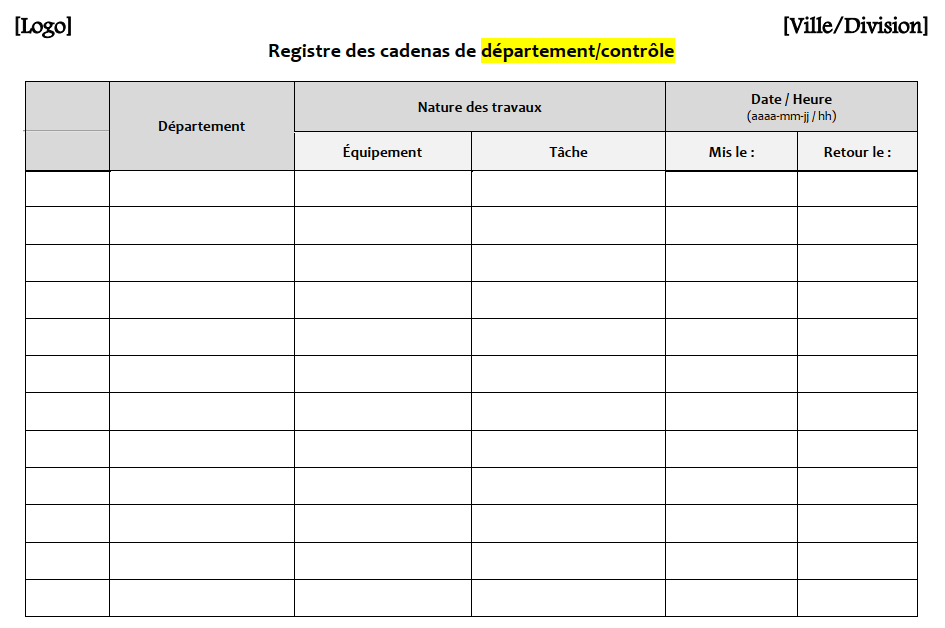 [Logo]
[Ville/Division]
Registre des cadenas de département/contrôle
Département
Nature des travaux
Date / Heure
(aaaa-mm-jj / hh)
Équipement
Tâche
Mis le :
Retour le :